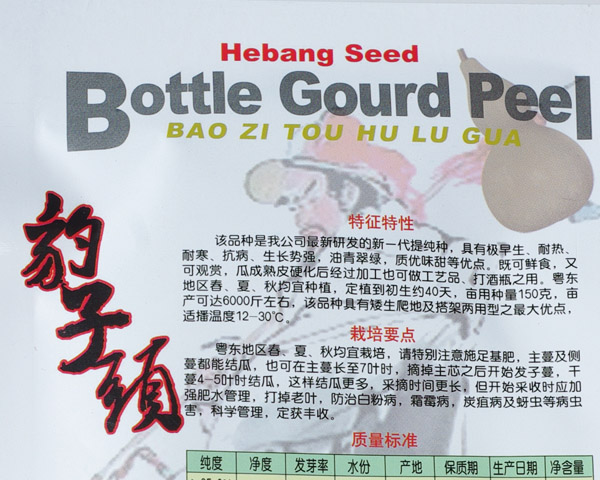 Hebang Seed
Bottle Gourd Peel
BAO ZI TOU HU LU GUA
豹子頭
特征特性
该品种是我公司最新研发的新一代提纯种，具有极早生、耐热、
耐寒、抗病、生长势强，油青翠绿，质优味甜等优点。既可鲜食，又
可观赏，瓜成熟皮硬化后经过加工也可做工艺品、打酒瓶之用。粤东
地区春、夏、秋均宜种植，定植到初生约40天，亩用种量150克，亩
产可达6000斤左右，该品种具有矮生爬地及搭架两用型之最大优点，
适播温度12-30℃。
栽培要点
粤东地区春、夏、秋均宜栽培，请特别注意施足基肥，主蔓及侧
蔓都能结瓜，也可在主蔓长至7叶时，摘掉主芯之后开始发子蔓，干
蔓4-5叶时结瓜，这样结瓜更多，采摘时间更长，但开始采收时应加
强肥水管理，打掉老叶，防治白粉病，霜霉病，炭疽病及蚜虫等病虫
害，科学管理，定获丰收。
质量标准
纯度 净度 发芽率 水份 产地 保质期 生产日期 净含量